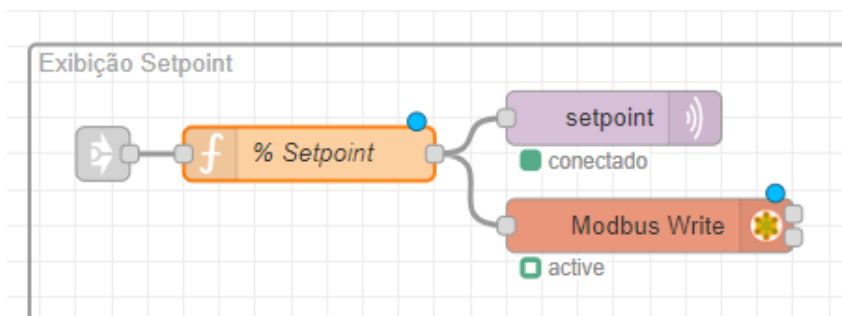 Exibição Setpoint
% Setpoint
setpoint
conectado
Modbus Write
active